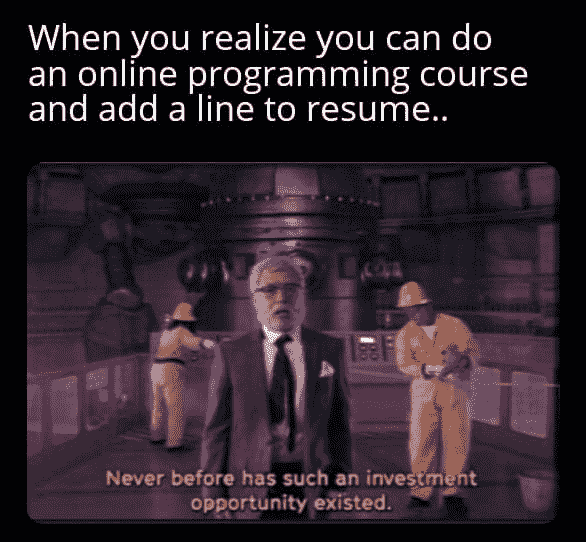 When you realize you can do
an online programming course
and add a line to resume..
Never before has such an investment
opportunity existed.